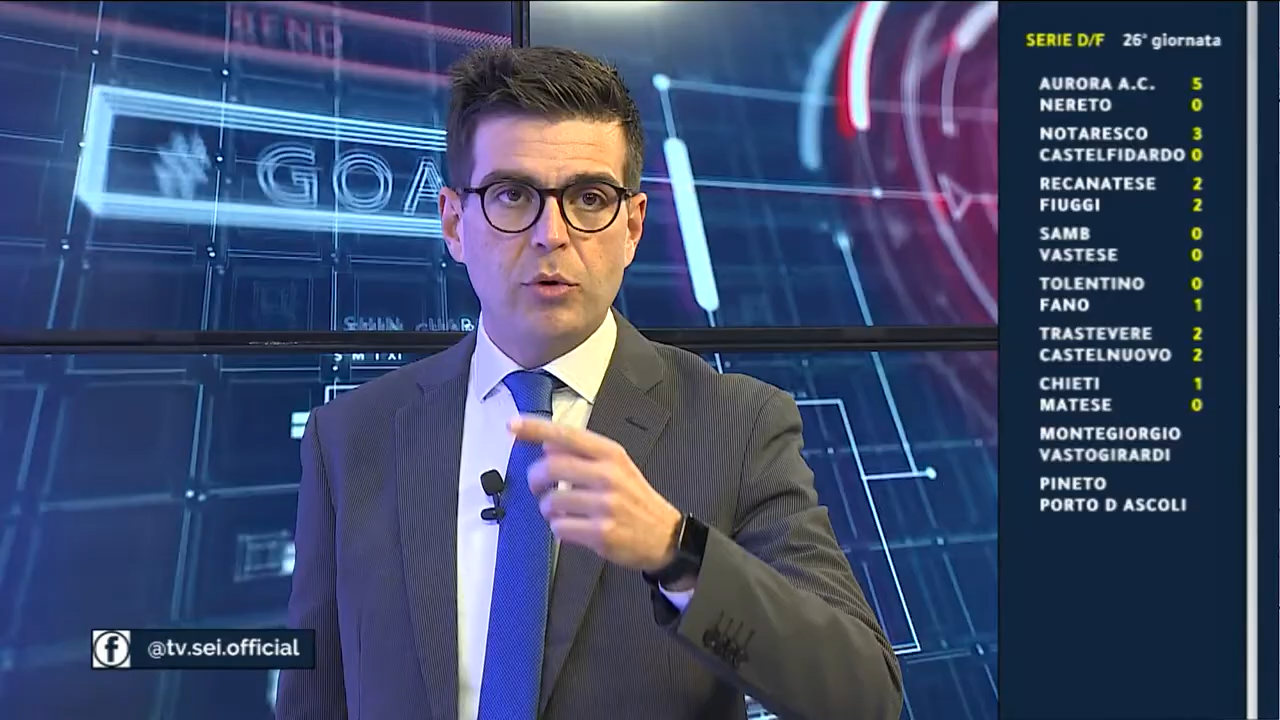 # GOA
@tv.sei.official
SERIE D/F 26ª giornata
AURORA A.C. 5
NERETO 0
NOTARESCO 3
CASTELFIDARDO 0
RECANATESE 2
FIUGGI 2
SAMB 0
VASTESE 0
TOLENTINO 0
FANO 1
TRASTEVERE 2
CASTELNUOVO 2
CHIETI 1
MATESE 0
MONTEGIORGIO
VASTOGIRARDI
PINETO
PORTO D ASCOLI